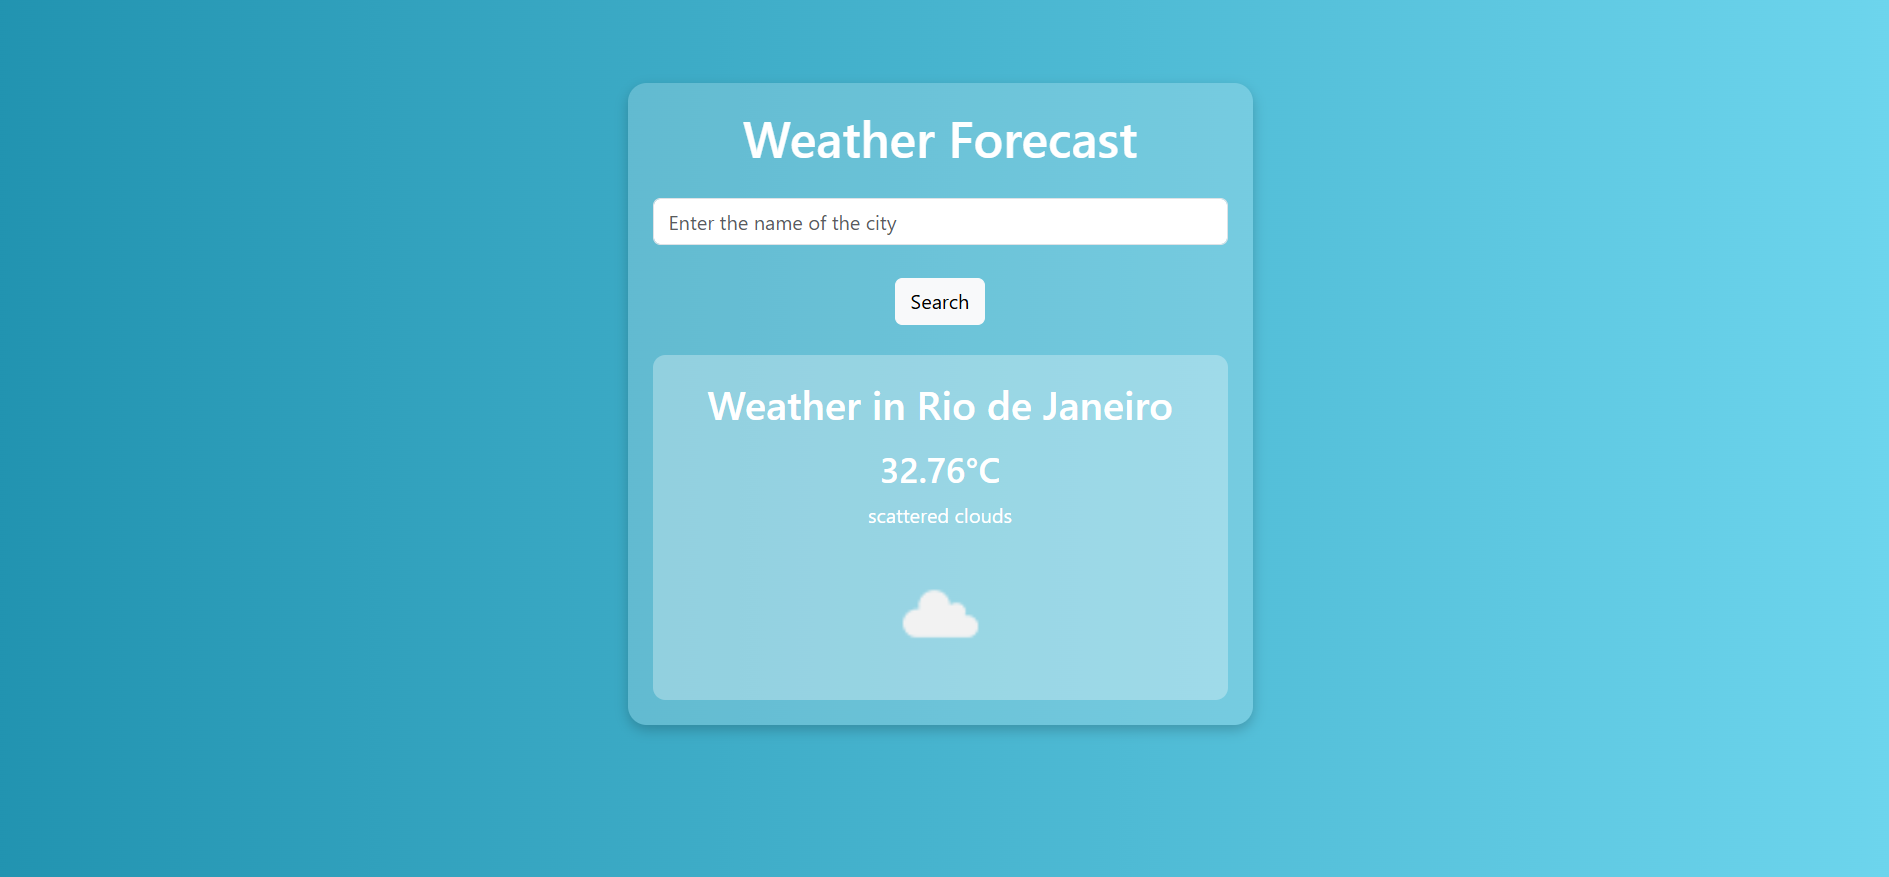 Weather Forecast
Enter the name of the city
Search
Weather in Rio de Janeiro
32.76°C
scattered clouds